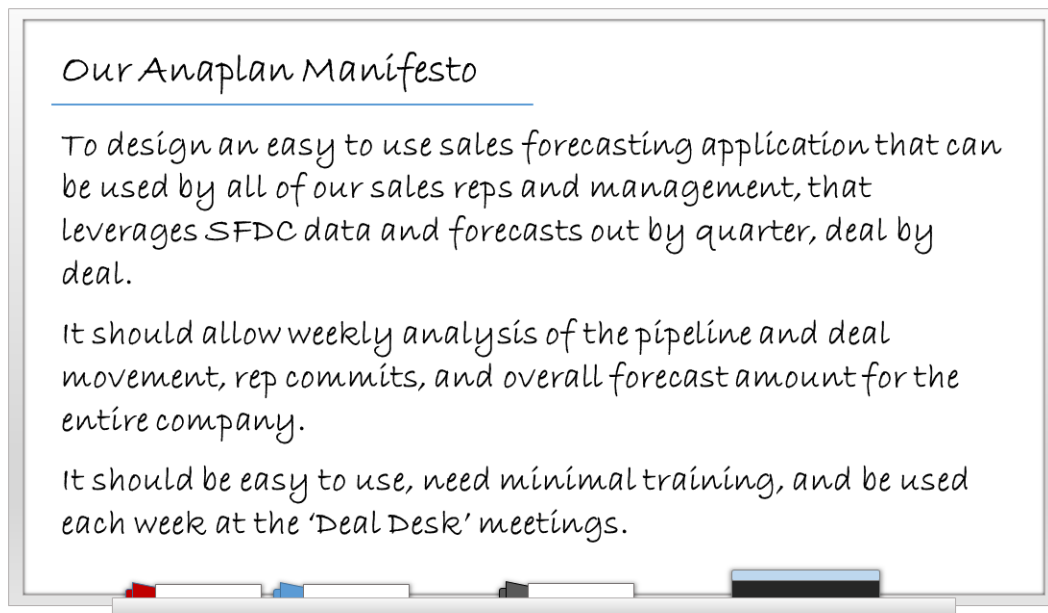 Our Anaplan Manifesto
To design an easy to use sales forecasting application that can
be used by all of our sales reps and management, that
leverages SFDC data and forecasts out by quarter, deal by
deal.
It should allow weekly analysis of the pipeline and deal
movement, rep commits, and overall forecast amount for the
entire company.
It should be easy to use, need minimal training, and be used
each week at the ‘Deal Desk’ meetings.